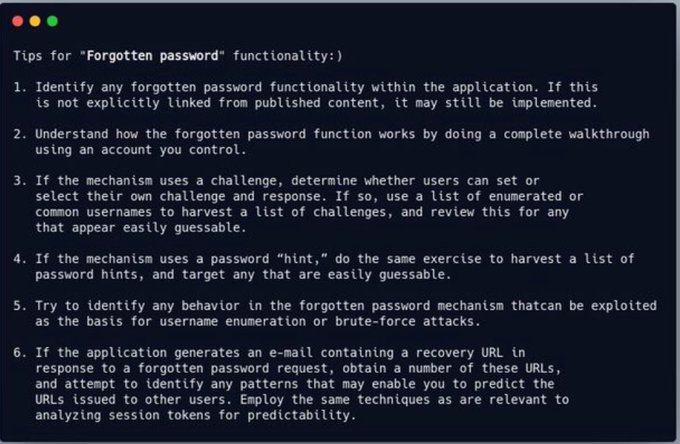 Tips for "Forgotten password" functionality:)
1. Identify any forgotten password functionality within the application. If this
is not explicitly linked from published content, it may still be implemented.
2. Understand how the forgotten password function works by doing a complete walkthrough
using an account you control.
3. If the mechanism uses a challenge, determine whether users can set or
select their own challenge and response. If so, use a list of enumerated or
common usernames to harvest a list of challenges, and review this for any
that appear easily guessable.
4. If the mechanism uses a password “hint,” do the same exercise to harvest a list of
password hints, and target any that are easily guessable.
5. Try to identify any behavior in the forgotten password mechanism thatcan be exploited
as the basis for username enumeration or brute-force attacks.
6. If the application generates an e-mail containing a recovery URL in
response to a forgotten password request, obtain a number of these URLs,
and attempt to identify any patterns that may enable you to predict the
URLs issued to other users. Employ the same techniques as are relevant to
analyzing session tokens for predictability.